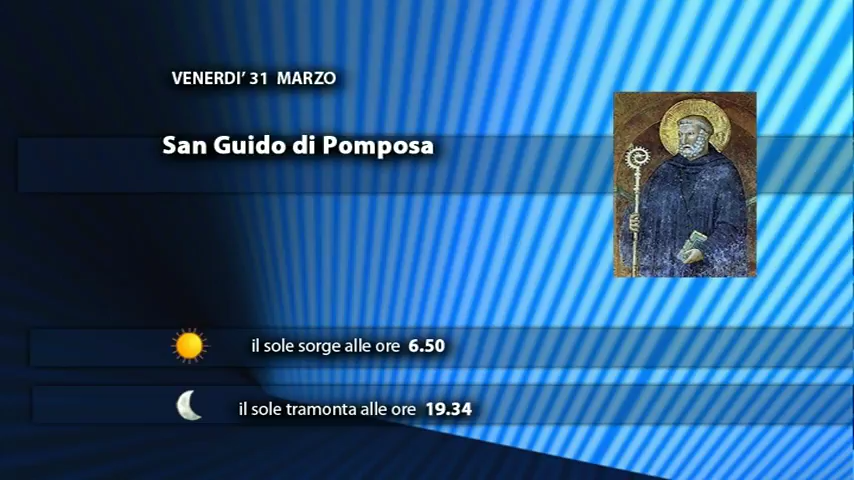 VENERDI’ 31 MARZO
San Guido di Pomposa
il sole sorge alle ore 6.50
il sole tramonta alle ore 19.34